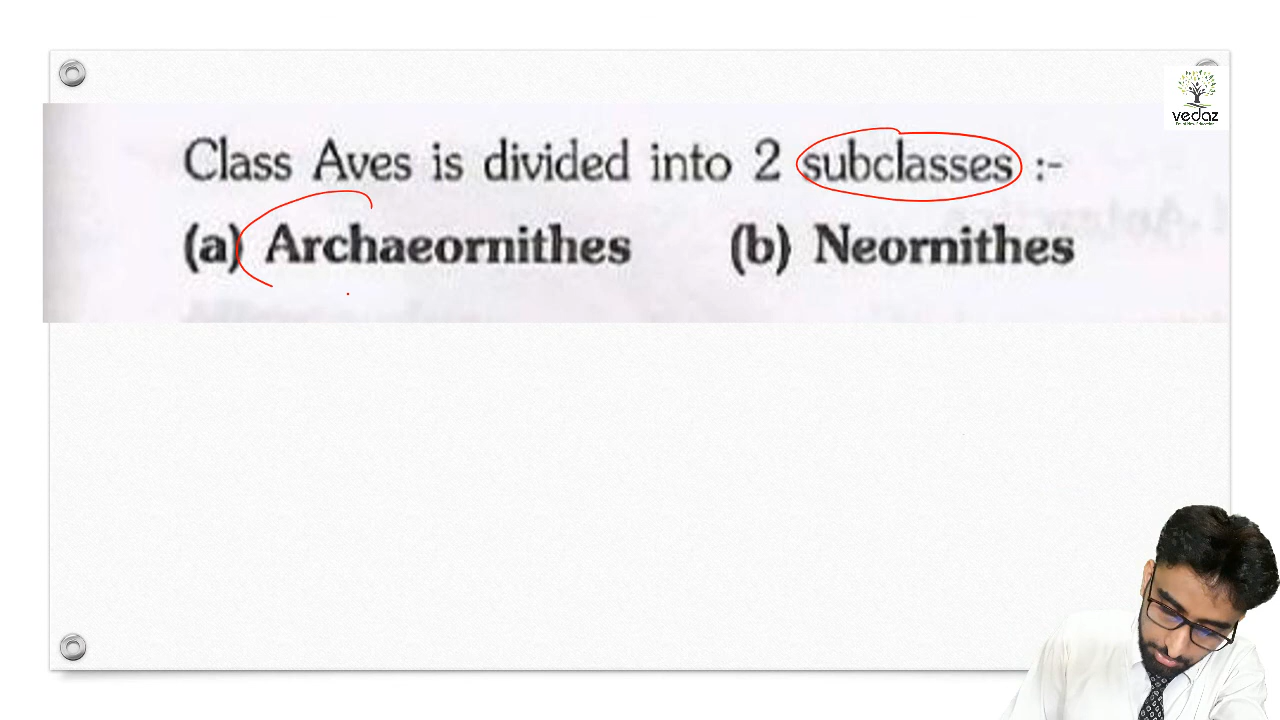 vedaz
Class Aves is divided into 2 subclasses :-
(a) Archaeornithes (b) Neornithes